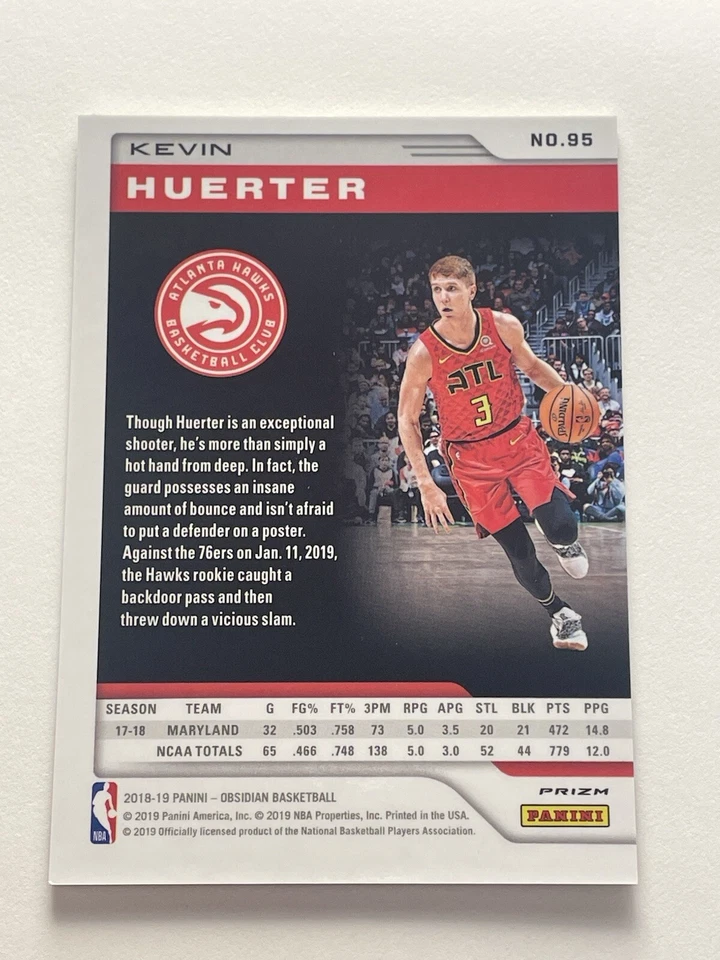 KEVIN
NO.95
HUERTER
ATLANTA HAWKS
BASKETBALL CLUB
ATL
3
Though Huerter is an exceptional
shooter, he's more than simply a
hot hand from deep. In fact, the
guard possesses an insane
amount of bounce and isn't afraid
to put a defender on a poster.
Against the 76ers on Jan. 11, 2019,
the Hawks rookie caught a
backdoor pass and then
threw down a vicious slam.
SEASON TEAM G FG% FT% 3PM RPG APG STL BLK PTS PPG
17-18 MARYLAND 32 .503 .758 73 5.0 3.5 20 21 472 14.8
NCAA TOTALS 65 .466 .748 138 5.0 3.0 52 44 779 12.0
NBA
2018-19 PANINI – OBSIDIAN BASKETBALL
© 2019 Panini America, Inc. © 2019 NBA Properties, Inc. Printed in the USA.
© 2019 Officially licensed product of the National Basketball Players Association.
PRIZM
PANINI